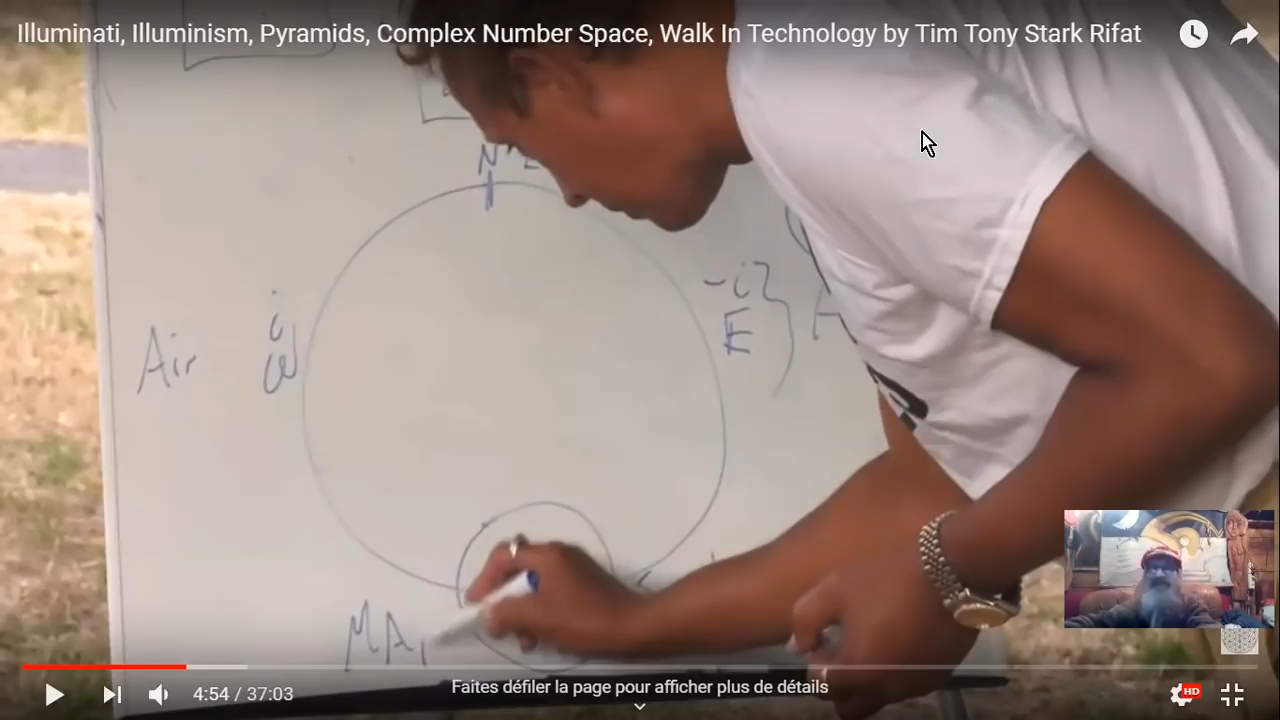 Illuminati, Illuminism, Pyramids, Complex Number Space, Walk In Technology by Tim Tony Stark Rifat
N
-i
E
i
Air
W
MA
4:54 / 37:03
Faites défiler la page pour afficher plus de détails
HD